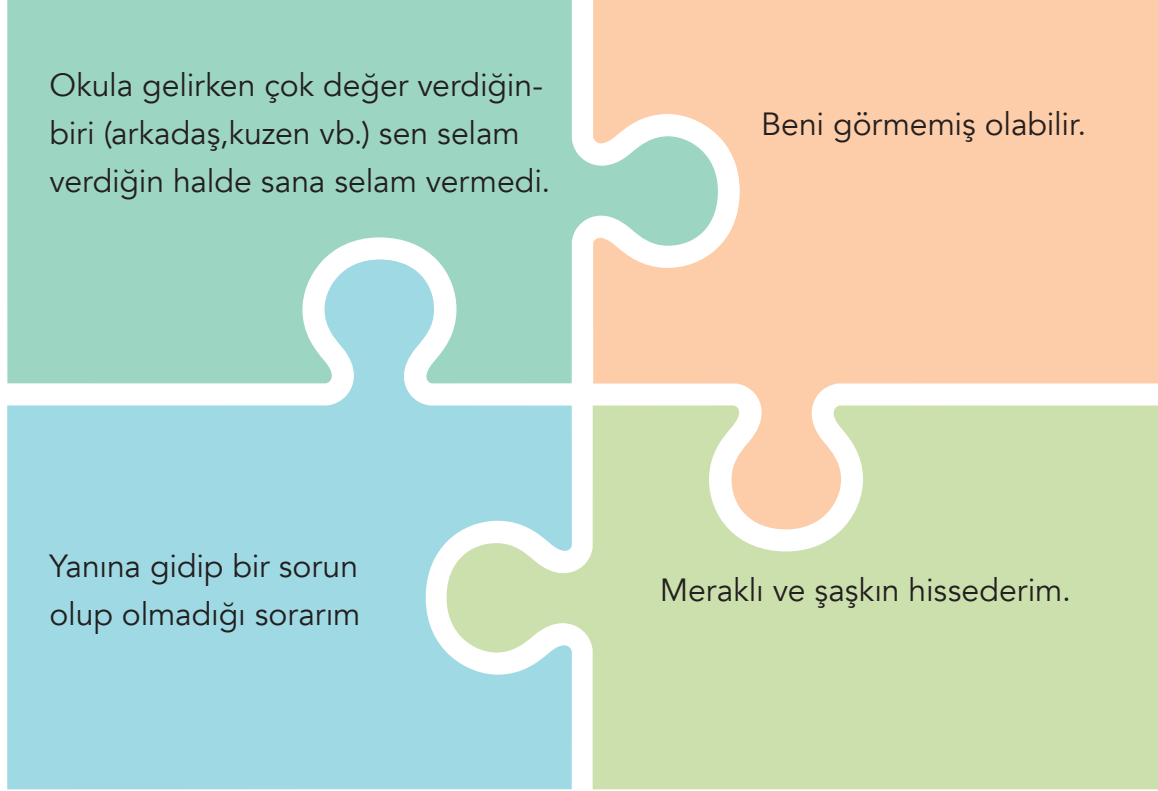 Okula gelirken çok değer verdiğin-
biri (arkadaş,kuzen vb.) sen selam
verdiğin halde sana selam vermedi.
Beni görmemiş olabilir.
Yanına gidip bir sorun
olup olmadığı sorarım
Meraklı ve şaşkın hissederim.